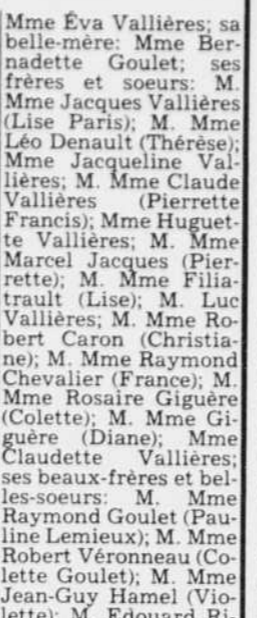 Mme Éva Vallières; sa
belle-mère: Mme Ber-
nadette Goulet; ses
frères et soeurs: M.
Mme Jacques Vallières
(Lise Paris); M. Mme
Léo Denault (Thérèse);
Mme Jacqueline Val-
lières; M. Mme Claude
Vallières (Pierrette
Francis); Mme Huguet-
te Vallières; M. Mme
Marcel Jacques (Pier-
rette); M. Mme Filia-
trault (Lise); M. Luc
Vallières; M. Mme Ro-
bert Caron (Christia-
ne); M. Mme Raymond
Chevalier (France); M.
Mme Rosaire Giguère
(Colette); M. Mme Gi-
guère (Diane); Mme
Claudette Vallières;
ses beaux-frères et bel-
les-soeurs: M. Mme
Raymond Goulet (Pau-
line Lemieux); M. Mme
Robert Véronneau (Co-
lette Goulet); M. Mme
Jean-Guy Hamel (Vio-
lette); M. Edouard Ri-